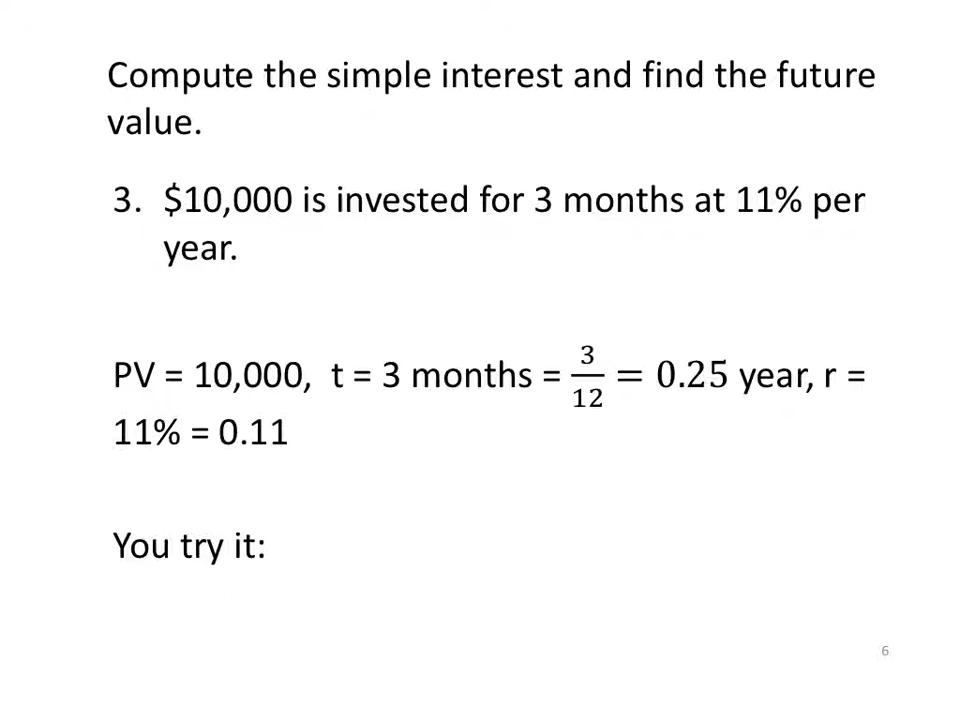 Compute the simple interest and find the future
value.
3. $10,000 is invested for 3 months at 11% per
year.
PV = 10,000, t = 3 months = 3/12 = 0.25 year, r =
11% = 0.11
You try it:
6